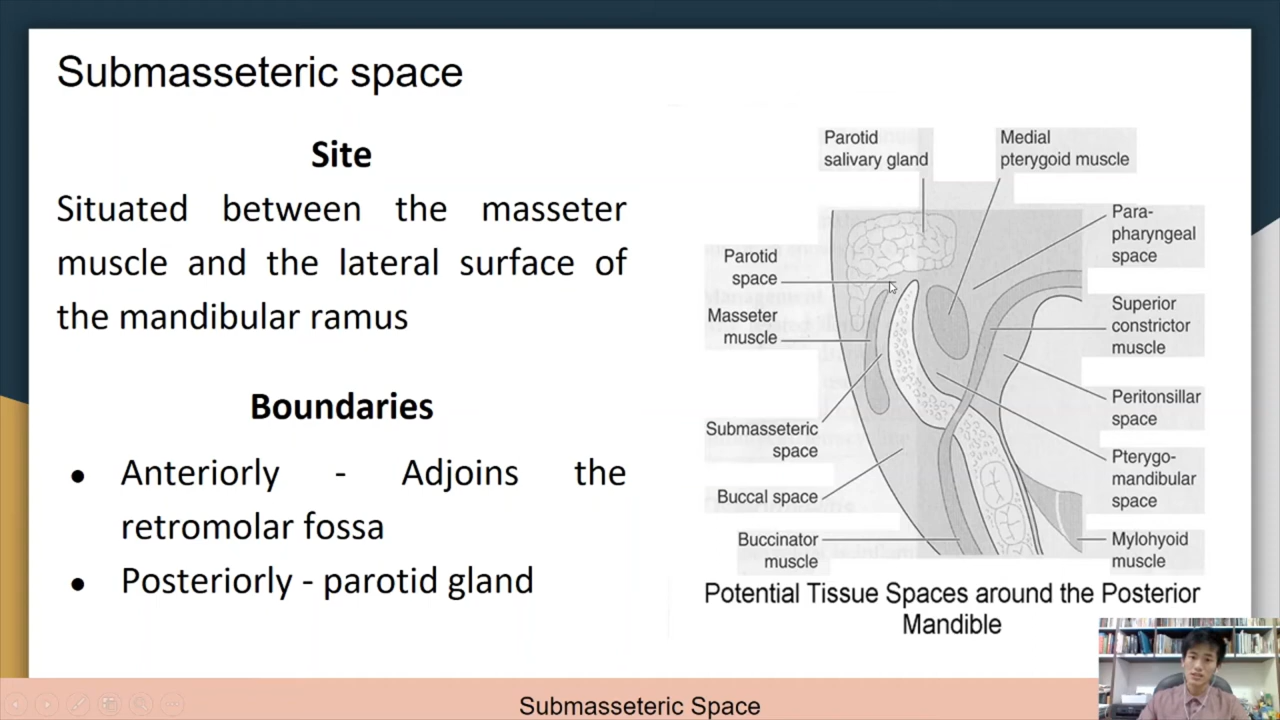 Submasseteric space
Site
Situated between the masseter
muscle and the lateral surface of
the mandibular ramus
Boundaries
● Anteriorly - Adjoins the
retromolar fossa
● Posteriorly - parotid gland
Parotid
salivary gland
Medial
pterygoid muscle
Para-
pharyngeal
space
Parotid
space
Masseter
muscle
Superior
constrictor
muscle
Peritonsillar
space
Submasseteric
space
Pterygo-
mandibular
space
Buccal space
Buccinator
muscle
Mylohyoid
muscle
Potential Tissue Spaces around the Posterior
Mandible
Submasseteric Space